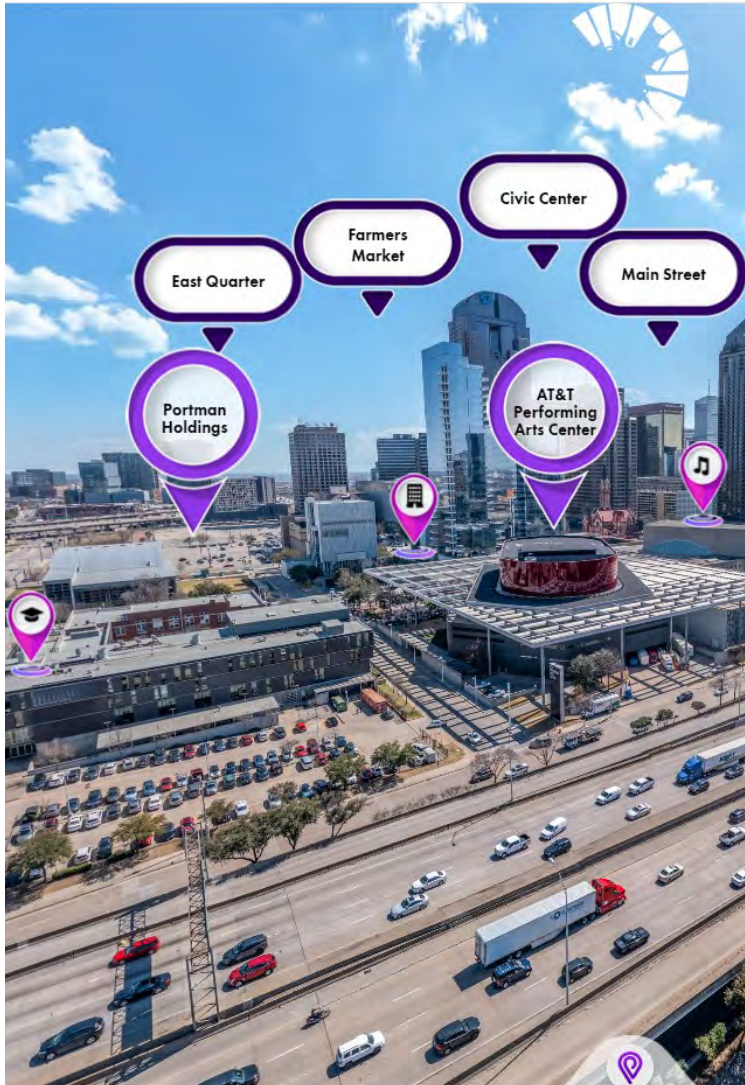 Civic Center
Farmers
Market
East Quarter
Main Street
Portman
Holdings
AT&T
Performing
Arts Center